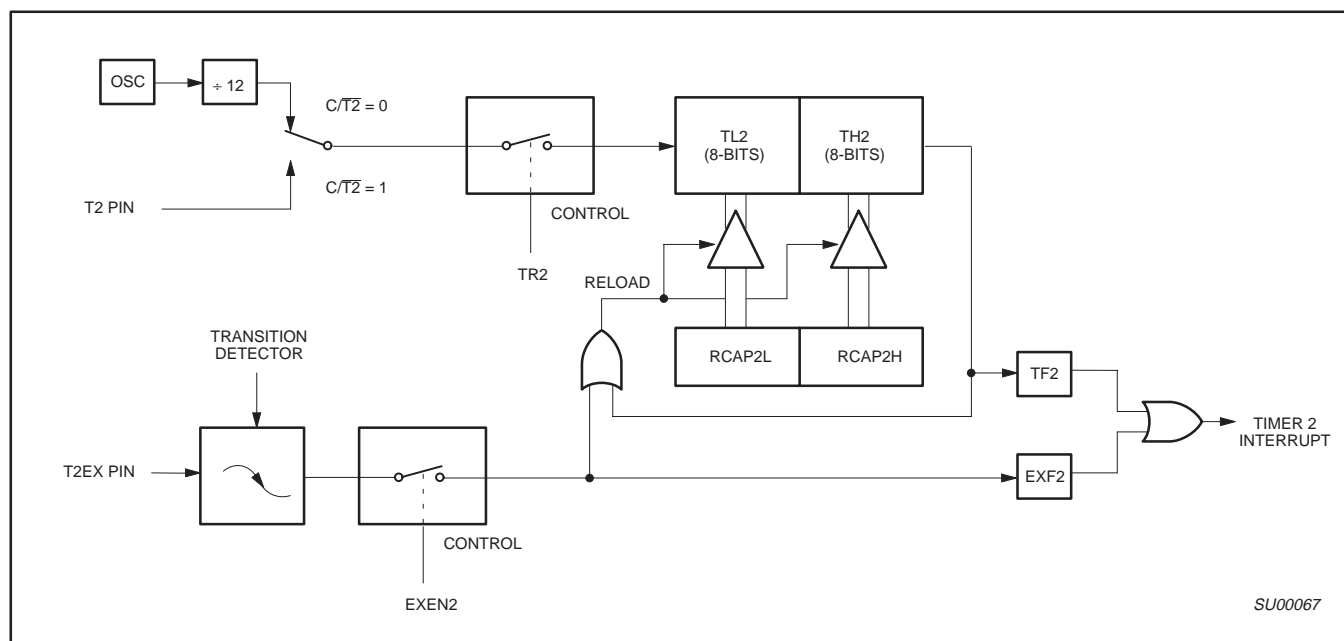 OSC
÷ 12
C/T2 = 0
C/T2 = 1
T2 PIN
CONTROL
TR2
TL2
(8-BITS)
TH2
(8-BITS)
RELOAD
RCAP2L
RCAP2H
TRANSITION
DETECTOR
T2EX PIN
CONTROL
EXEN2
TF2
EXF2
TIMER 2
INTERRUPT
SU00067